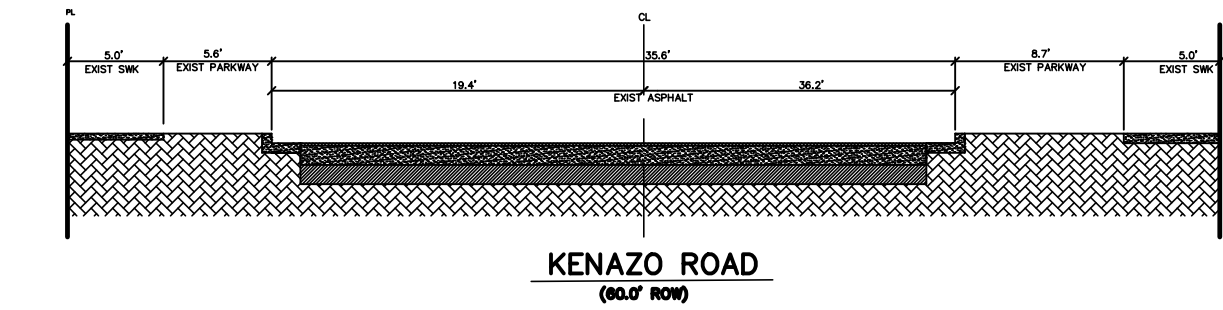 PL
CL
5.0' 5.6' 35.6' 8.7' 5.0'
EXIST SWK EXIST PARKWAY EXIST PARKWAY EXIST SWK
19.4' 36.2'
EXIST ASPHALT
KENAZO ROAD
(60.0' ROW)